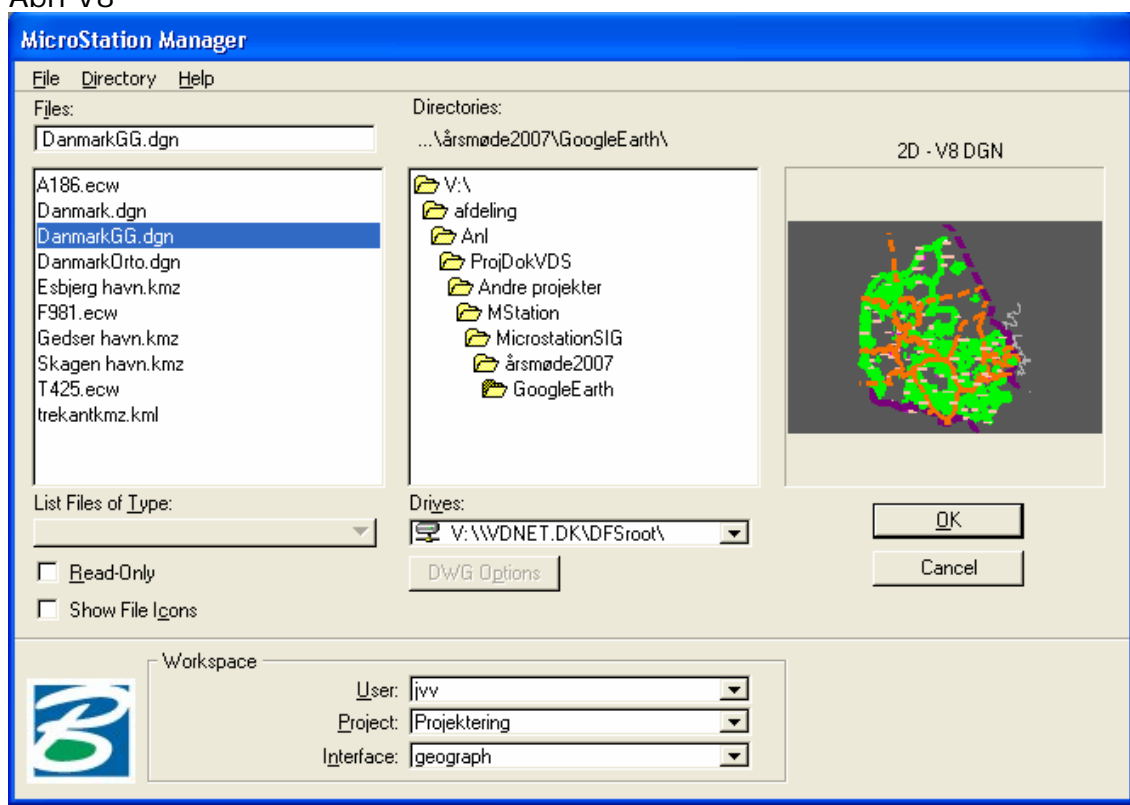 Åbn V8
MicroStation Manager
File Directory Help
Files:
DanmarkGG.dgn
A186.ecw
Danmark.dgn
DanmarkGG.dgn
DanmarkOrto.dgn
Esbjerg havn.kmz
F981.ecw
Gedser havn.kmz
Skagen havn.kmz
T425.ecw
trekantkmz.kml
List Files of Type:
Read-Only
Show File Icons
Directories:
...\årsmøde2007\GoogleEarth\
V:\
afdeling
Anl
ProjDokVDS
Andre projekter
MStation
MicrostationSIG
årsmøde2007
GoogleEarth
Drives:
V: \\VDNET.DK\DFSroot\
DWG Options
2D - V8 DGN
OK
Cancel
Workspace
User: jvv
Project: Projektering
Interface: geograph
B